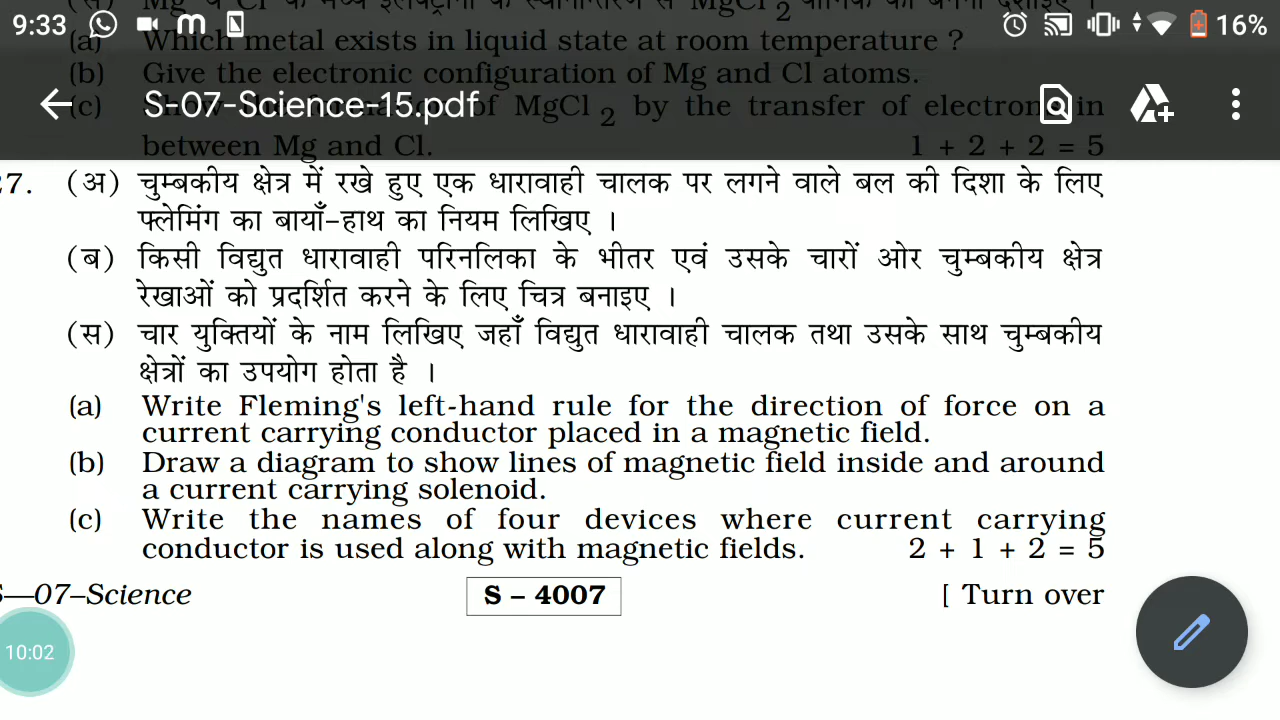 9:33 16%
(a) Which metal exists in liquid state at room temperature ?
(b) Give the electronic configuration of Mg and Cl atoms.
S-07-Science-15.pdf
(c) of MgCl 2 by the transfer of electron in
between Mg and Cl. 1 + 2 + 2 = 5
27. (अ) चुम्बकीय क्षेत्र में रखे हुए एक धारावाही चालक पर लगने वाले बल की दिशा के लिए
फ्लेमिंग का बायाँ-हाथ का नियम लिखिए ।
(ब) किसी विद्युत धारावाही परिनलिका के भीतर एवं उसके चारों ओर चुम्बकीय क्षेत्र
रेखाओं को प्रदर्शित करने के लिए चित्र बनाइए ।
(स) चार युक्तियों के नाम लिखिए जहाँ विद्युत धारावाही चालक तथा उसके साथ चुम्बकीय
क्षेत्रों का उपयोग होता है ।
(a) Write Fleming's left-hand rule for the direction of force on a
current carrying conductor placed in a magnetic field.
(b) Draw a diagram to show lines of magnetic field inside and around
a current carrying solenoid.
(c) Write the names of four devices where current carrying
conductor is used along with magnetic fields. 2 + 1 + 2 = 5
S—07–Science S – 4007 [ Turn over
10:02